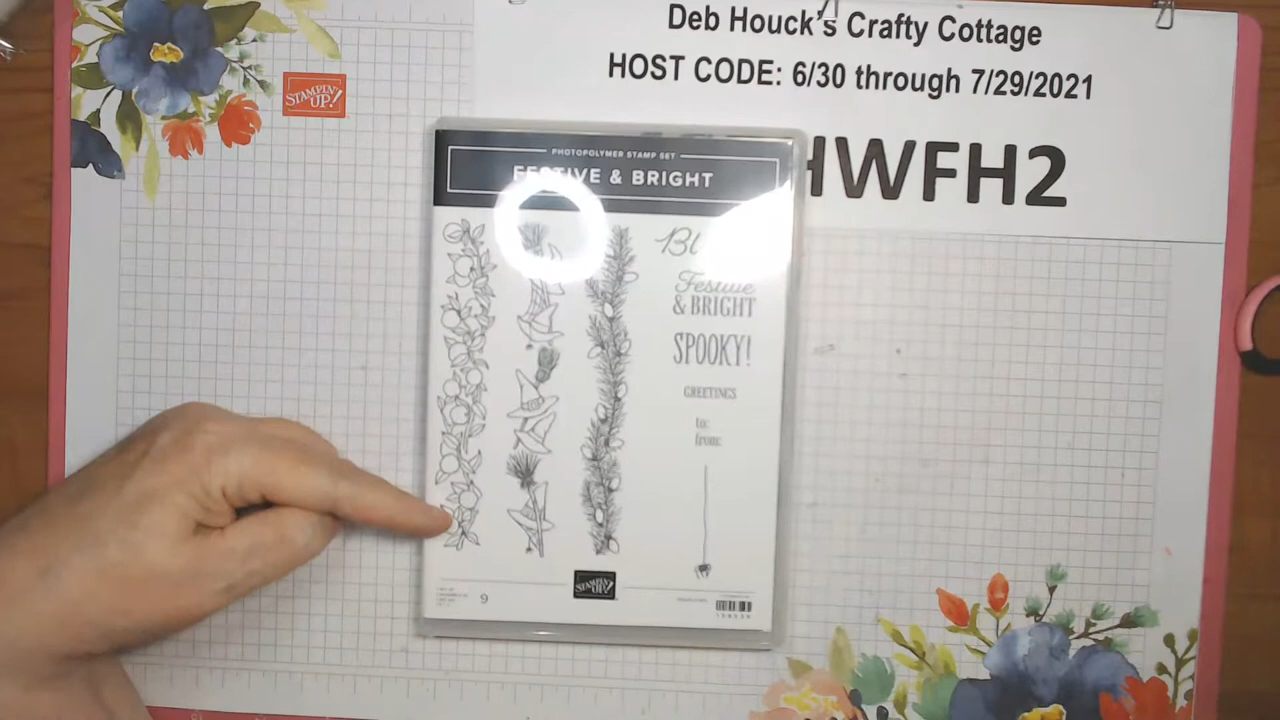 Deb Houck's Crafty Cottage
HOST CODE: 6/30 through 7/29/2021
HWFH2
STAMPIN' UP!
PHOTOPOLYMER STAMP SET
FESTIVE & BRIGHT
Festive
& BRIGHT
SPOOKY!
GREETINGS
to:
from:
STAMPIN' UP!
9